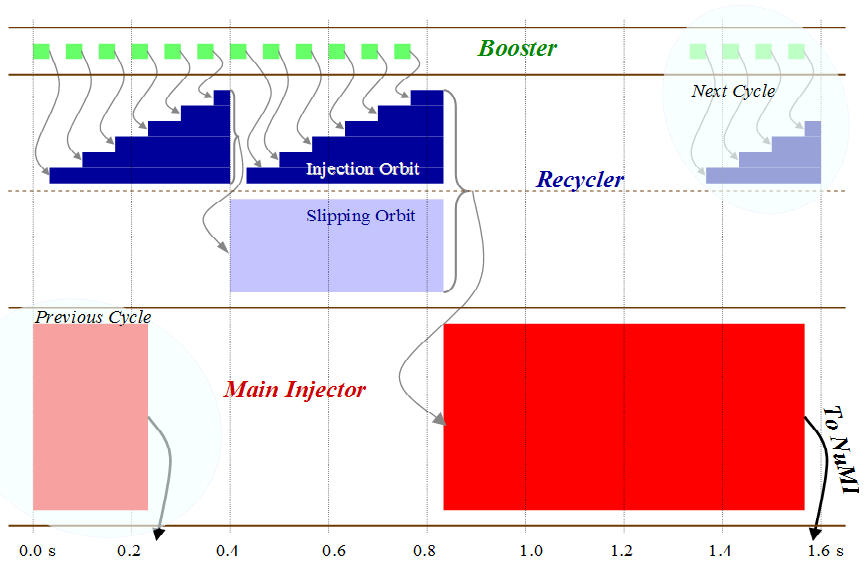 Booster
Next Cycle
Injection Orbit
Recycler
Slipping Orbit
Previous Cycle
Main Injector
To NuMI
0.0 s
0.2
0.4
0.6
0.8
1.0
1.2
1.4
1.6 s